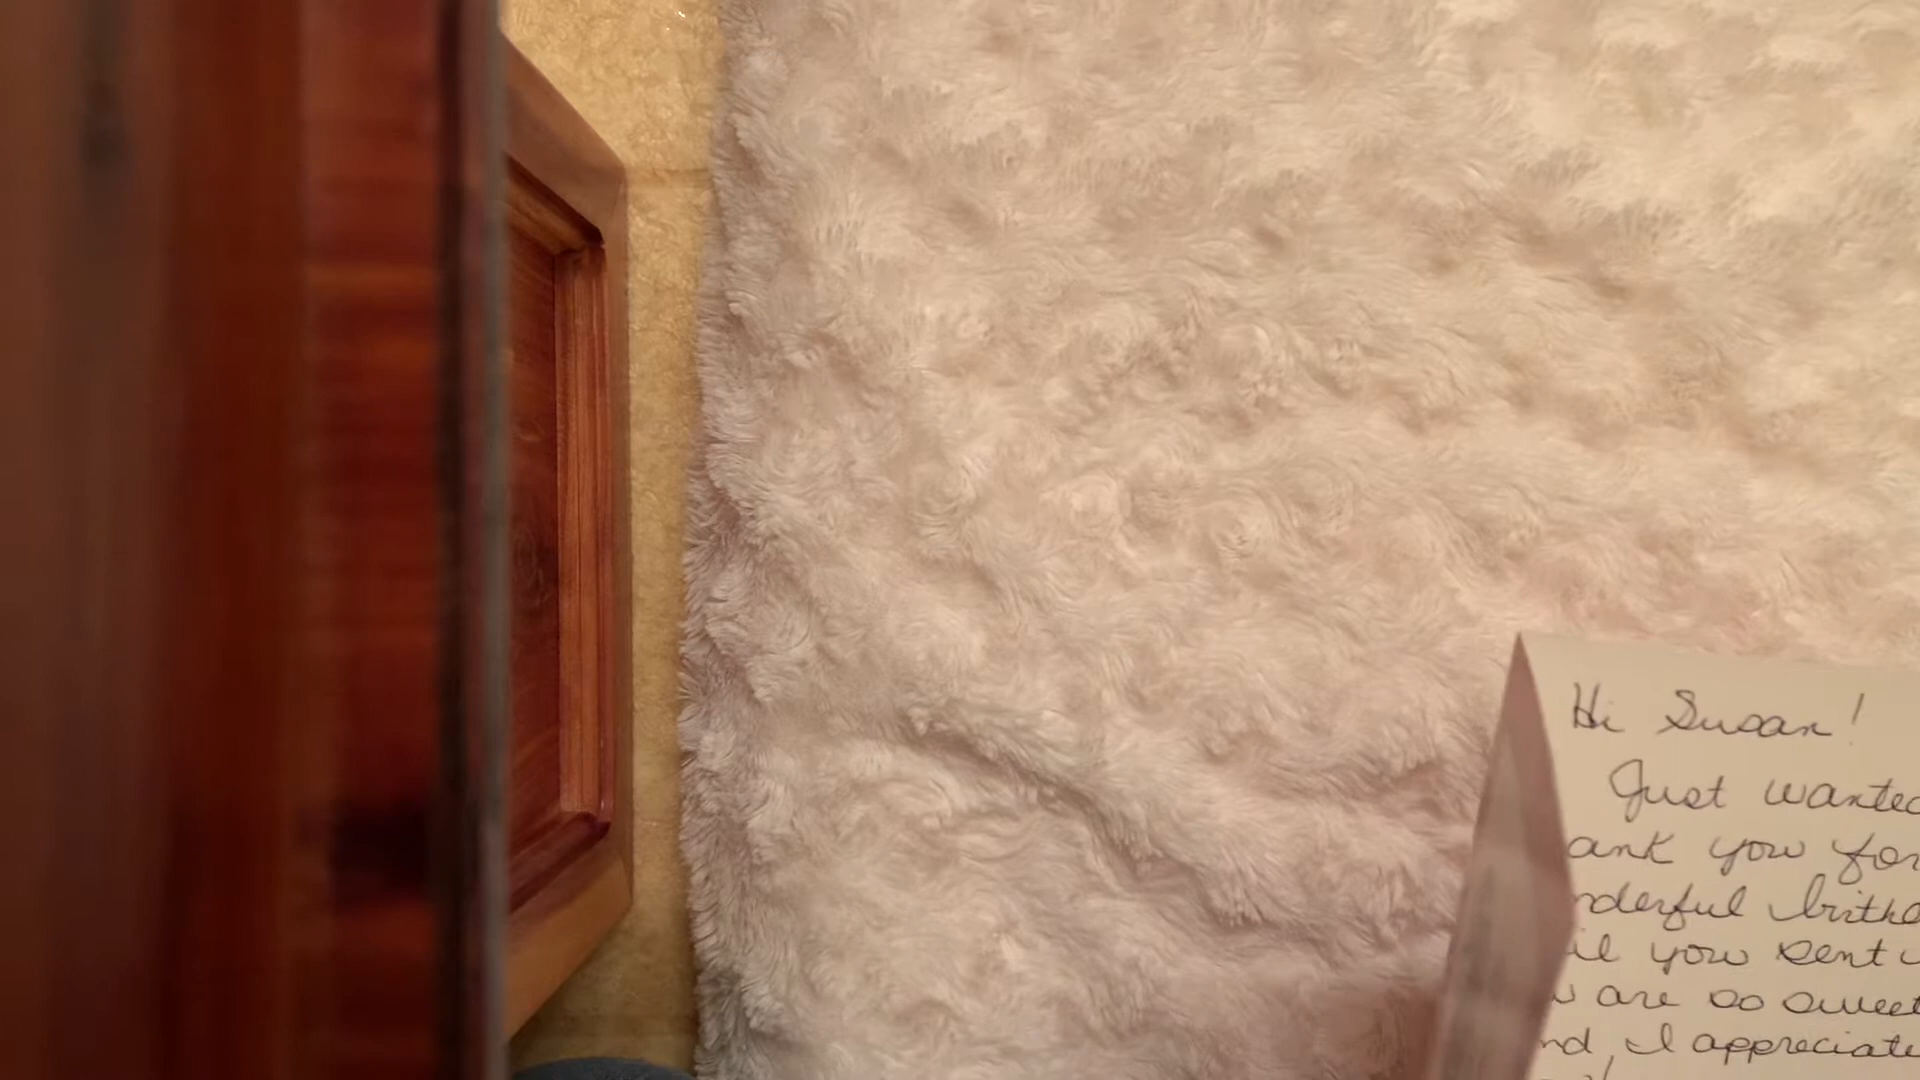 Hi Susan!
Just wanted
ank you for
nderful birthd
il you sent
are so sweet
nd, I appreciate